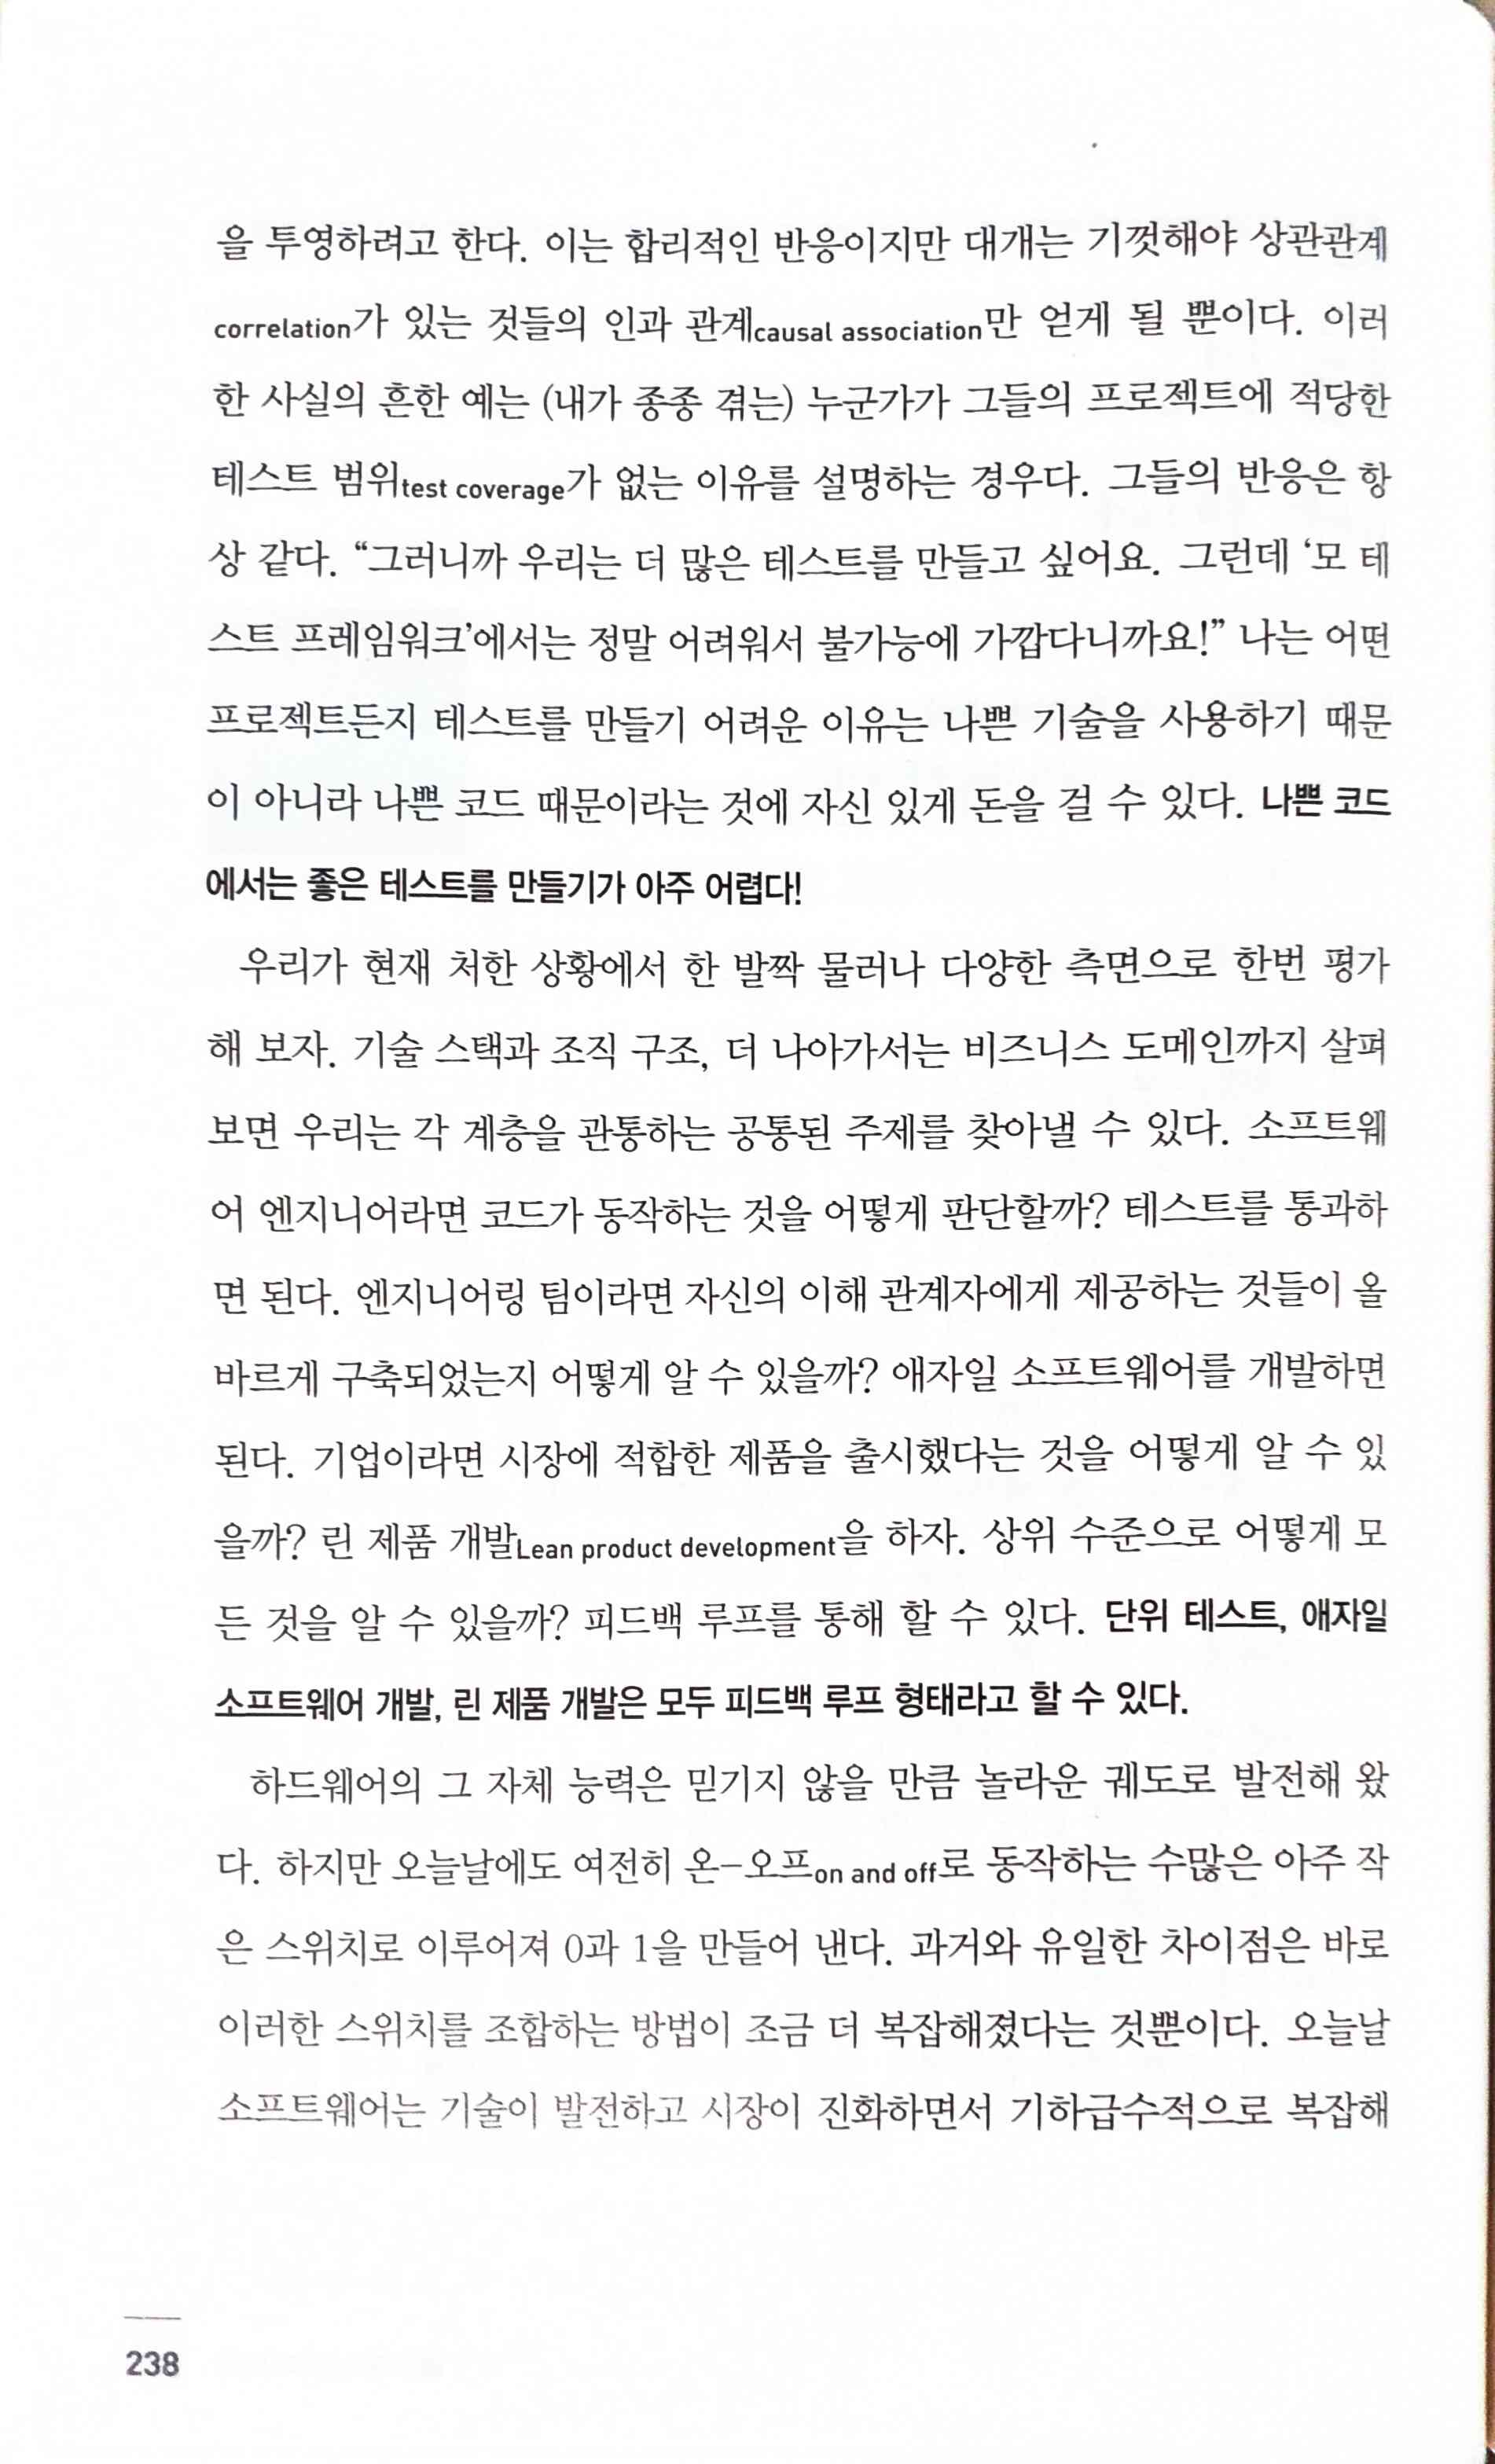 을 투영하려고 한다. 이는 합리적인 반응이지만 대개는 기껏해야 상관관계
correlation가 있는 것들의 인과 관계causal association만 얻게 될 뿐이다. 이러
한 사실의 흔한 예는 (내가 종종 겪는) 누군가가 그들의 프로젝트에 적당한
테스트 범위test coverage가 없는 이유를 설명하는 경우다. 그들의 반응은 항
상 같다. “그러니까 우리는 더 많은 테스트를 만들고 싶어요. 그런데 ‘모 테
스트 프레임워크’에서는 정말 어려워서 불가능에 가깝다니까요!” 나는 어떤
프로젝트든지 테스트를 만들기 어려운 이유는 나쁜 기술을 사용하기 때문
이 아니라 나쁜 코드 때문이라는 것에 자신 있게 돈을 걸 수 있다. 나쁜 코드
에서는 좋은 테스트를 만들기가 아주 어렵다!
우리가 현재 처한 상황에서 한 발짝 물러나 다양한 측면으로 한번 평가
해 보자. 기술 스택과 조직 구조, 더 나아가서는 비즈니스 도메인까지 살펴
보면 우리는 각 계층을 관통하는 공통된 주제를 찾아낼 수 있다. 소프트웨
어 엔지니어라면 코드가 동작하는 것을 어떻게 판단할까? 테스트를 통과하
면 된다. 엔지니어링 팀이라면 자신의 이해 관계자에게 제공하는 것들이 올
바르게 구축되었는지 어떻게 알 수 있을까? 애자일 소프트웨어를 개발하면
된다. 기업이라면 시장에 적합한 제품을 출시했다는 것을 어떻게 알 수 있
을까? 린 제품 개발Lean product development을 하자. 상위 수준으로 어떻게 모
든 것을 알 수 있을까? 피드백 루프를 통해 할 수 있다. 단위 테스트, 애자일
소프트웨어 개발, 린 제품 개발은 모두 피드백 루프 형태라고 할 수 있다.
하드웨어의 그 자체 능력은 믿기지 않을 만큼 놀라운 궤도로 발전해 왔
다. 하지만 오늘날에도 여전히 온-오프on and off로 동작하는 수많은 아주 작
은 스위치로 이루어져 0과 1을 만들어 낸다. 과거와 유일한 차이점은 바로
이러한 스위치를 조합하는 방법이 조금 더 복잡해졌다는 것뿐이다. 오늘날
소프트웨어는 기술이 발전하고 시장이 진화하면서 기하급수적으로 복잡해
238